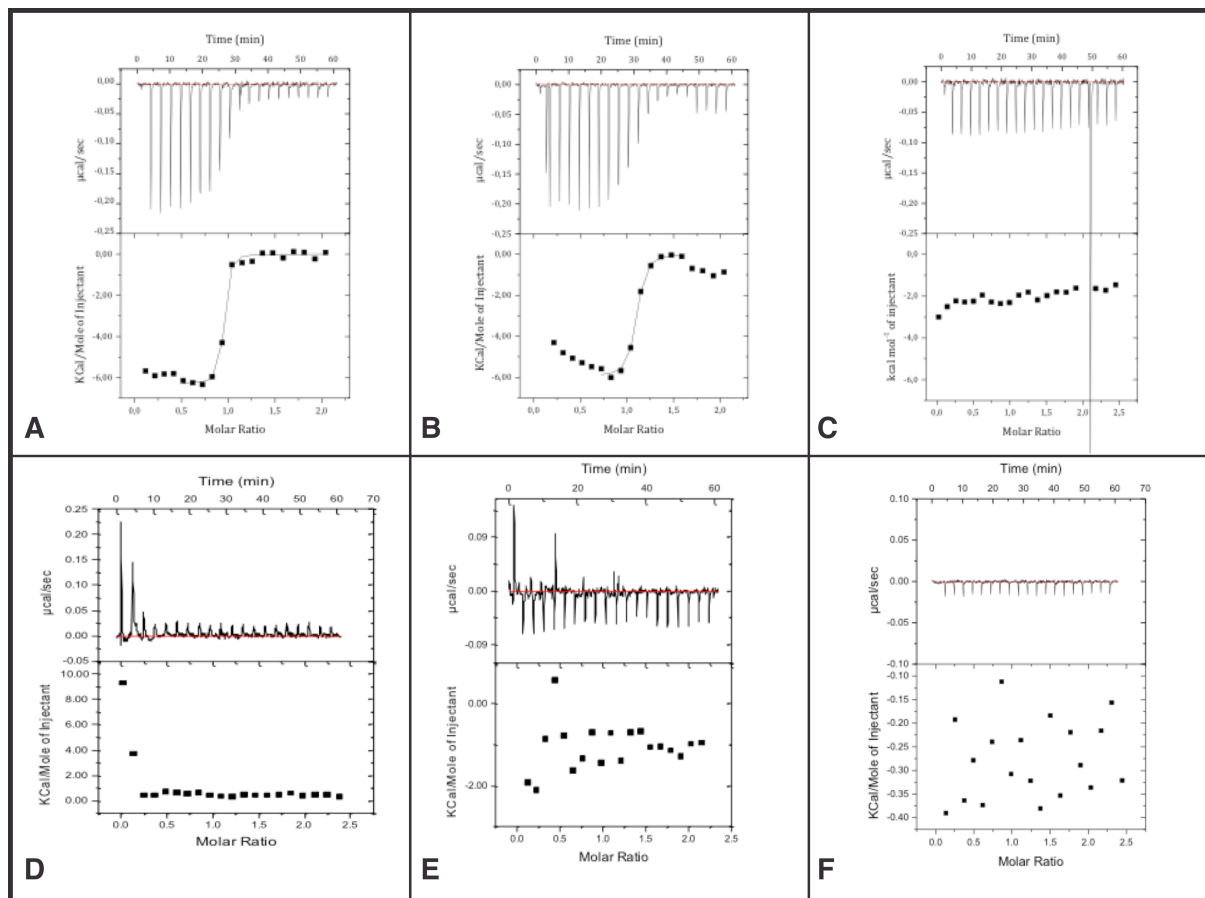 Time (min)
0 10 20 30 40 50 60
0,00
-0,05
-0,10
-0,15
-0,20
-0,25
µcal/sec
0,00
-2,00
-4,00
-6,00
KCal/Mole of Injectant
0,0 0,5 1,0 1,5 2,0
Molar Ratio
A
Time (min)
0 10 20 30 40 50 60
0,00
-0,05
-0,10
-0,15
-0,20
-0,25
µcal/sec
0,00
-2,00
-4,00
-6,00
KCal/Mole of Injectant
0,0 0,5 1,0 1,5 2,0
Molar Ratio
B
Time (min)
0 10 20 30 40 50 60
0,00
-0,05
-0,10
-0,15
-0,20
-0,25
µcal/sec
0,0
-2,0
-4,0
-6,0
kcal mol⁻¹ of injectant
0,0 0,5 1,0 1,5 2,0 2,5
Molar Ratio
C
Time (min)
0 10 20 30 40 50 60 70
0.25
0.20
0.15
0.10
0.05
0.00
-0.05
µcal/sec
10.00
8.00
6.00
4.00
2.00
0.00
KCal/Mole of Injectant
0.0 0.5 1.0 1.5 2.0 2.5
Molar Ratio
D
Time (min)
0 10 20 30 40 50 60
0.09
0.00
-0.09
µcal/sec
0.00
-2.00
KCal/Mole of Injectant
0.0 0.5 1.0 1.5 2.0 2.5
Molar Ratio
E
Time (min)
0 10 20 30 40 50 60 70
0.10
0.05
0.00
-0.05
-0.10
µcal/sec
-0.10
-0.15
-0.20
-0.25
-0.30
-0.35
-0.40
KCal/Mole of Injectant
0.0 0.5 1.0 1.5 2.0 2.5
Molar Ratio
F